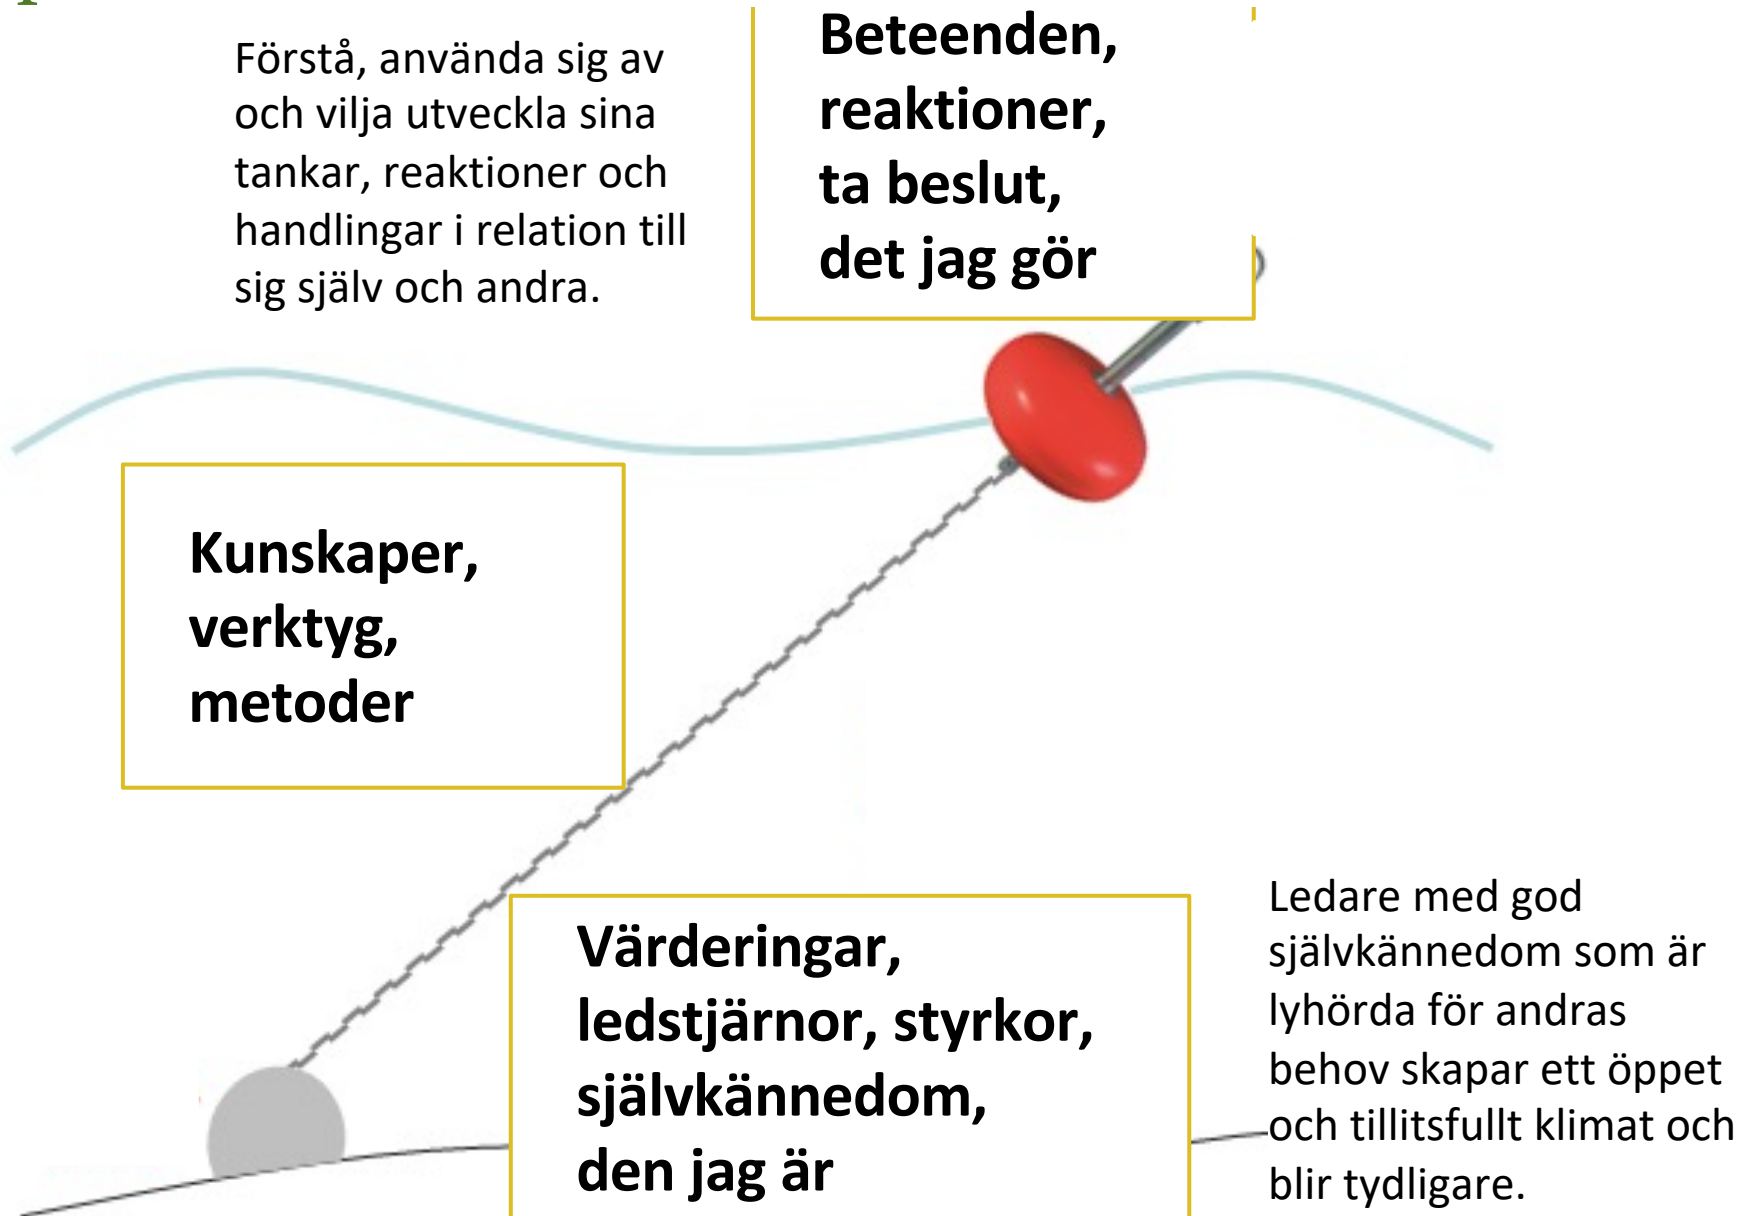 Förstå, använda sig av
och vilja utveckla sina
tankar, reaktioner och
handlingar i relation till
sig själv och andra.
Beteenden,
reaktioner,
ta beslut,
det jag gör
Kunskaper,
verktyg,
metoder
Värderingar,
ledstjärnor, styrkor,
självkännedom,
den jag är
Ledare med god
självkännedom som är
lyhörda för andras
behov skapar ett öppet
och tillitsfullt klimat och
blir tydligare.